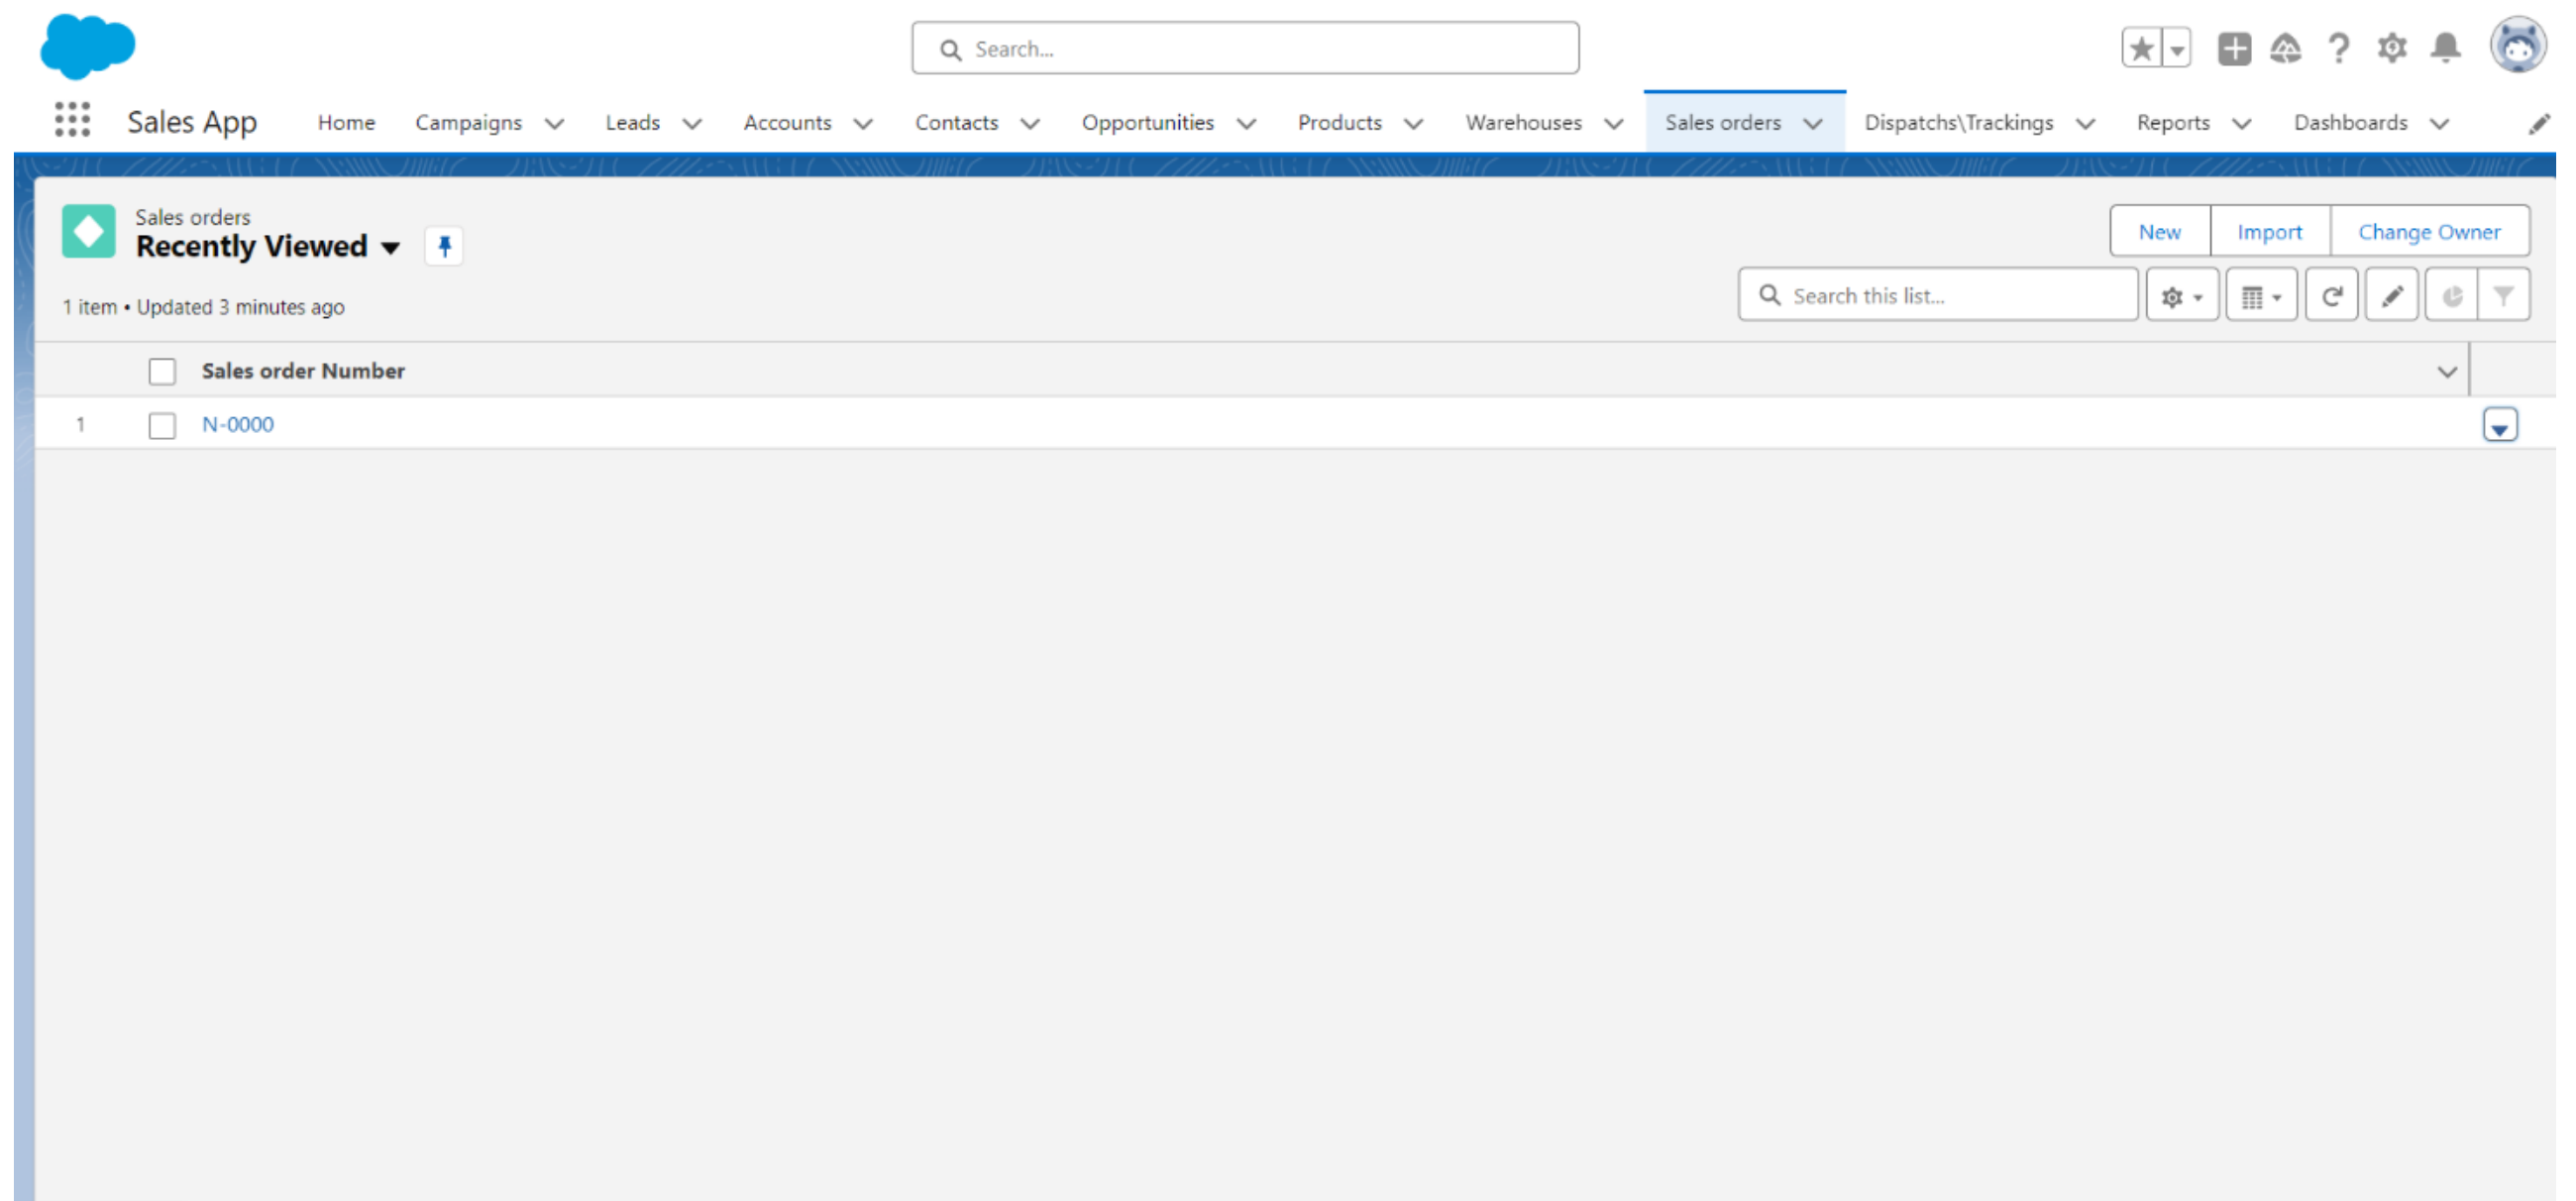 Search...
Sales App Home Campaigns Leads Accounts Contacts Opportunities Products Warehouses Sales orders Dispatchs\Trackings Reports Dashboards
Sales orders
Recently Viewed
New Import Change Owner
1 item • Updated 3 minutes ago
Search this list...
Sales order Number
1 N-0000